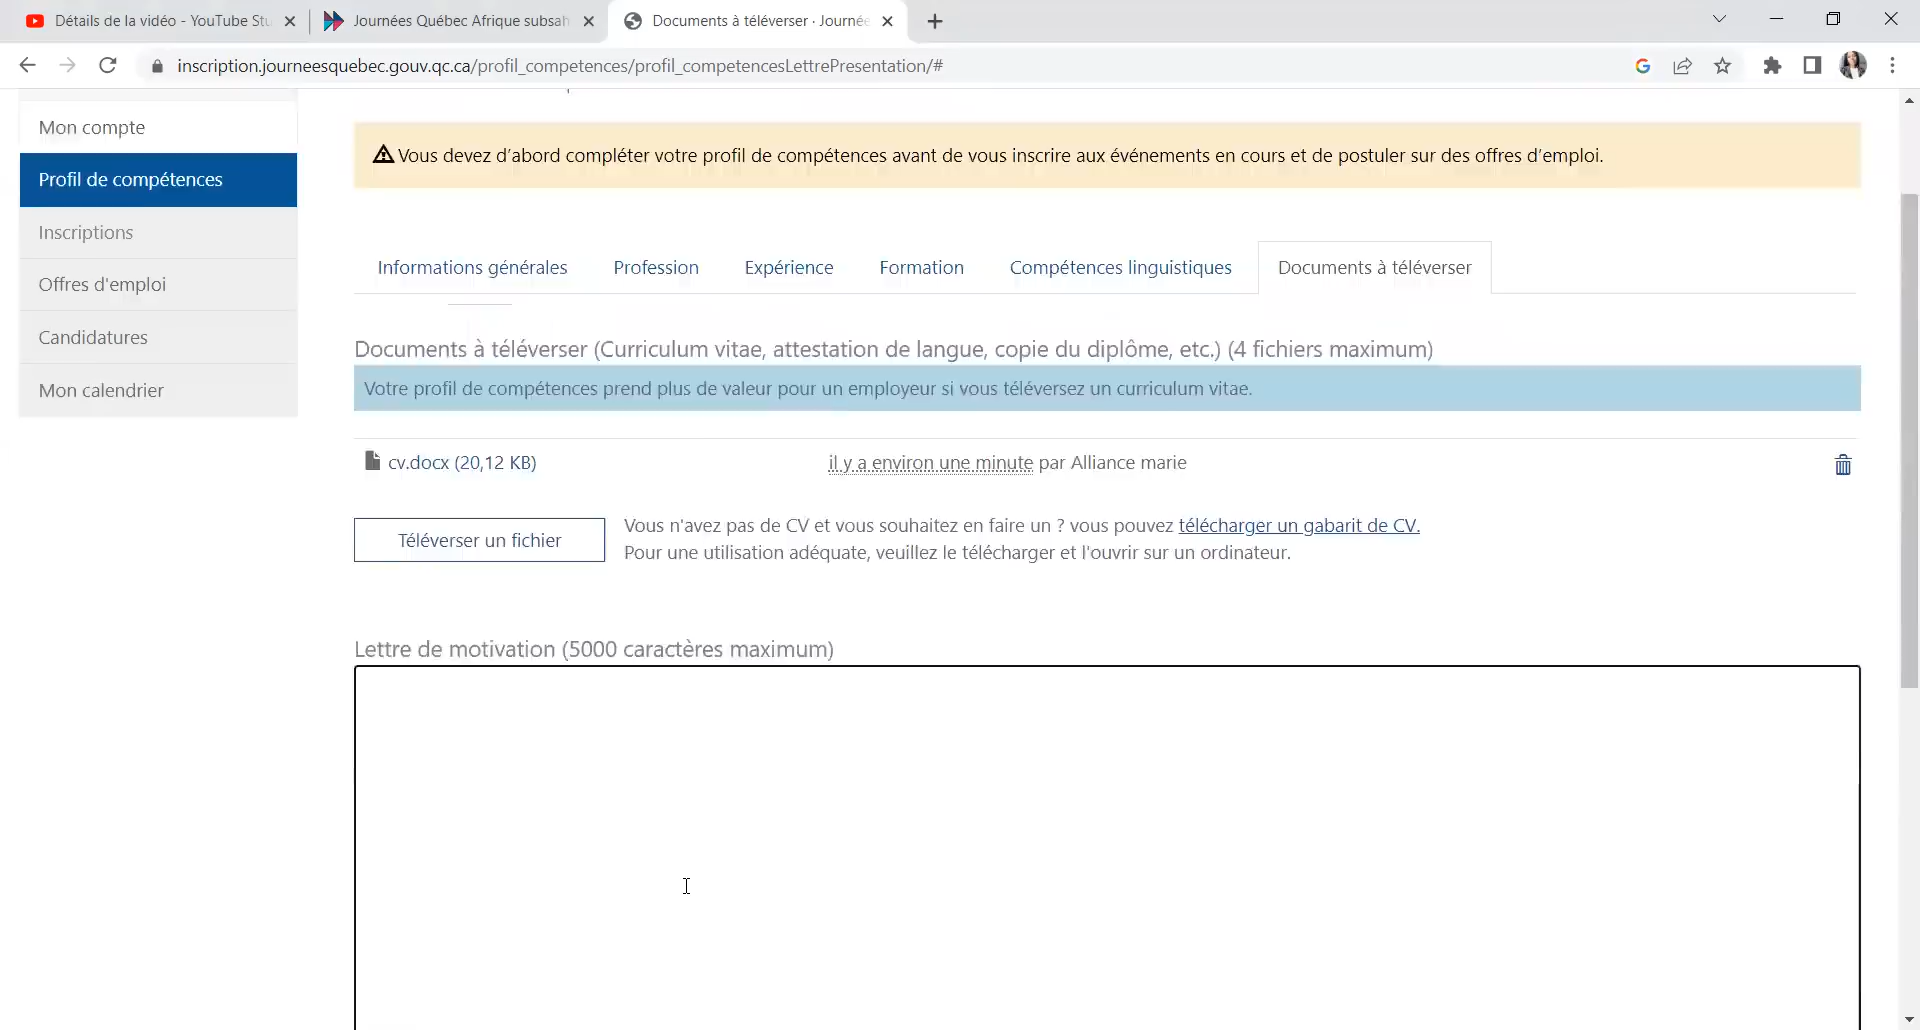 Détails de la vidéo - YouTube Stu
Journées Québec Afrique subsah
Documents à téléverser · Journée
inscription.journeesquebec.gouv.qc.ca/profil_competences/profil_competencesLettrePresentation/#
Mon compte
Profil de compétences
Inscriptions
Offres d'emploi
Candidatures
Mon calendrier
Vous devez d’abord compléter votre profil de compétences avant de vous inscrire aux événements en cours et de postuler sur des offres d’emploi.
Informations générales Profession Expérience Formation Compétences linguistiques Documents à téléverser
Documents à téléverser (Curriculum vitae, attestation de langue, copie du diplôme, etc.) (4 fichiers maximum)
Votre profil de compétences prend plus de valeur pour un employeur si vous téléversez un curriculum vitae.
cv.docx (20,12 KB) il y a environ une minute par Alliance marie
Téléverser un fichier
Vous n'avez pas de CV et vous souhaitez en faire un ? vous pouvez télécharger un gabarit de CV.
Pour une utilisation adéquate, veuillez le télécharger et l'ouvrir sur un ordinateur.
Lettre de motivation (5000 caractères maximum)